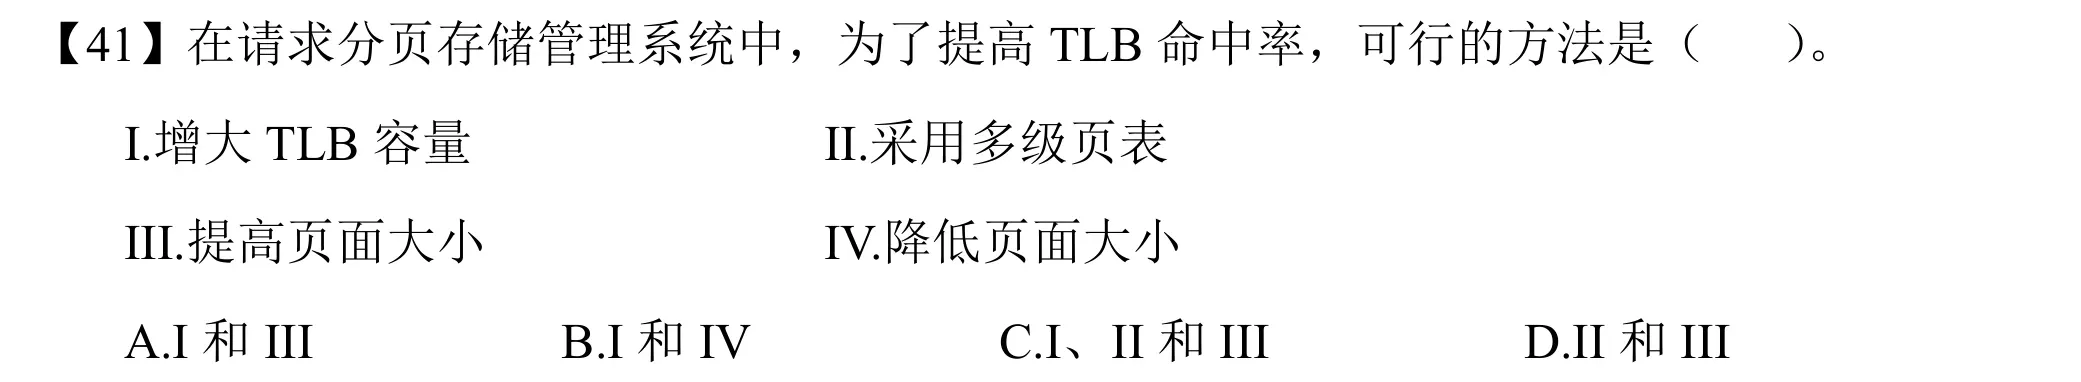 【41】在请求分页存储管理系统中，为了提高 TLB 命中率，可行的方法是（    ）。
I.增大 TLB 容量    II.采用多级页表
III.提高页面大小    IV.降低页面大小
A.I 和 III    B.I 和 IV    C.I、II 和 III    D.II 和 III